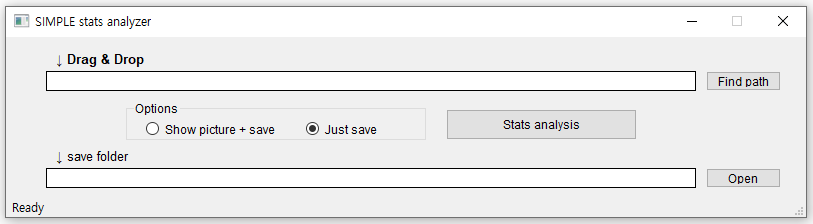 SIMPLE stats analyzer
↓ Drag & Drop
Find path
Options
Show picture + save Just save
Stats analysis
↓ save folder
Open
Ready